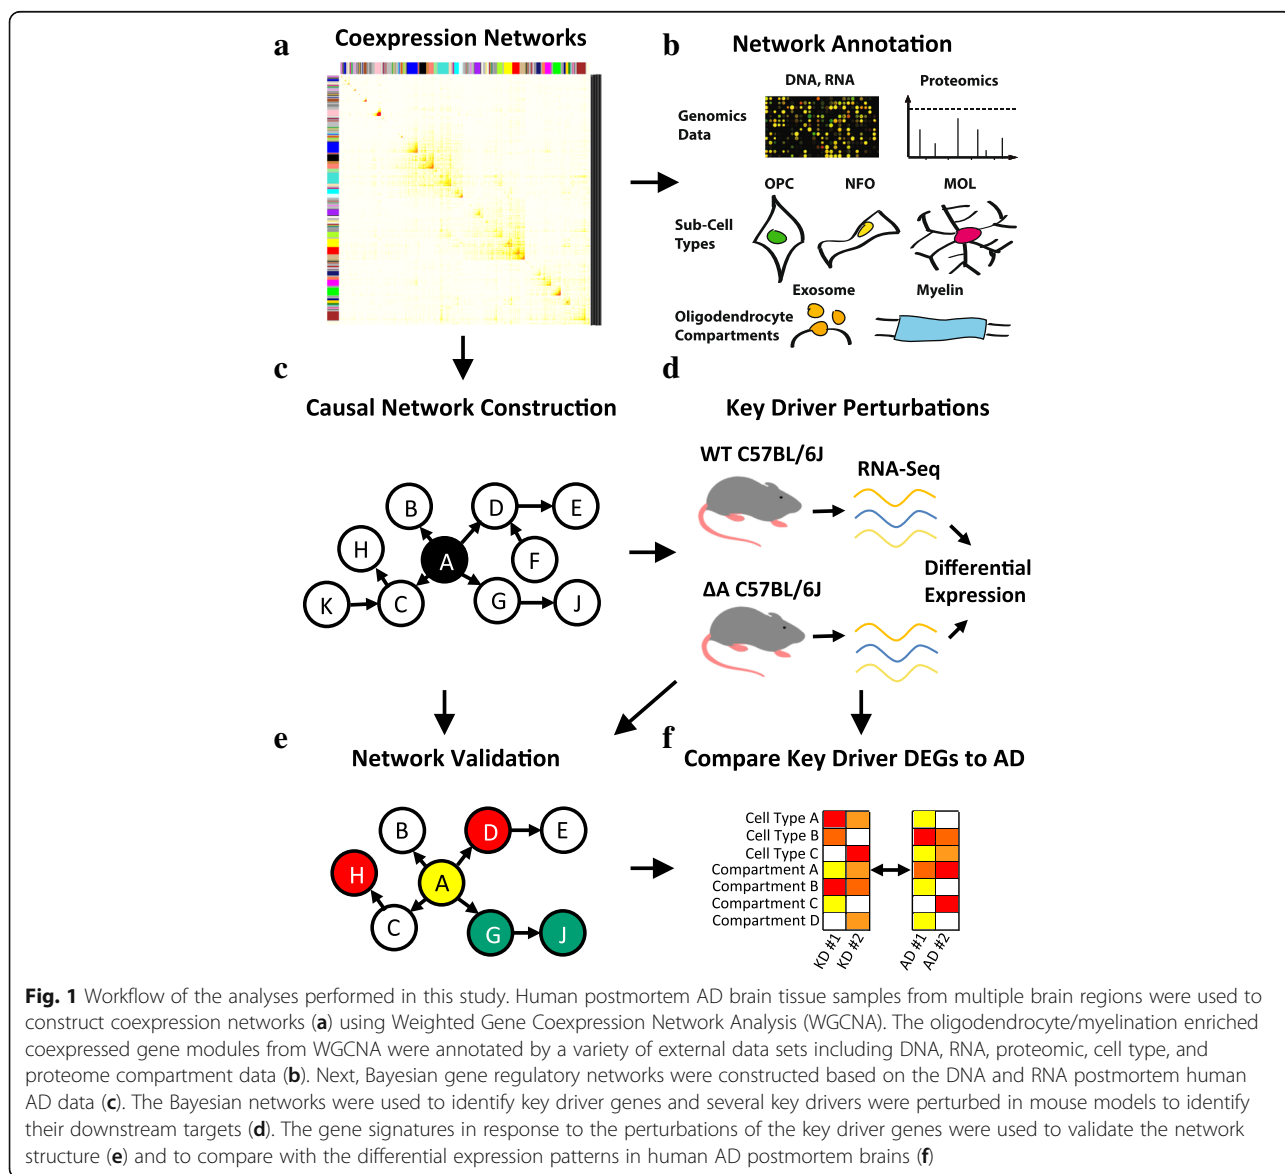 a
Coexpression Networks
b
Network Annotation
DNA, RNA
Proteomics
Genomics
Data
OPC
NFO
MOL
Sub-Cell
Types
Exosome
Myelin
Oligodendrocyte
Compartments
c
Causal Network Construction
B
D
E
H
A
F
K
C
G
J
d
Key Driver Perturbations
WT C57BL/6J
RNA-Seq
Differential
Expression
ΔA C57BL/6J
e
Network Validation
B
D
E
H
A
C
G
J
f
Compare Key Driver DEGs to AD
Cell Type A
Cell Type B
Cell Type C
Compartment A
Compartment B
Compartment C
Compartment D
KD #1
KD #2
AD #1
AD #2
Fig. 1 Workflow of the analyses performed in this study. Human postmortem AD brain tissue samples from multiple brain regions were used to
construct coexpression networks (a) using Weighted Gene Coexpression Network Analysis (WGCNA). The oligodendrocyte/myelination enriched
coexpressed gene modules from WGCNA were annotated by a variety of external data sets including DNA, RNA, proteomic, cell type, and
proteome compartment data (b). Next, Bayesian gene regulatory networks were constructed based on the DNA and RNA postmortem human
AD data (c). The Bayesian networks were used to identify key driver genes and several key drivers were perturbed in mouse models to identify
their downstream targets (d). The gene signatures in response to the perturbations of the key driver genes were used to validate the network
structure (e) and to compare with the differential expression patterns in human AD postmortem brains (f)